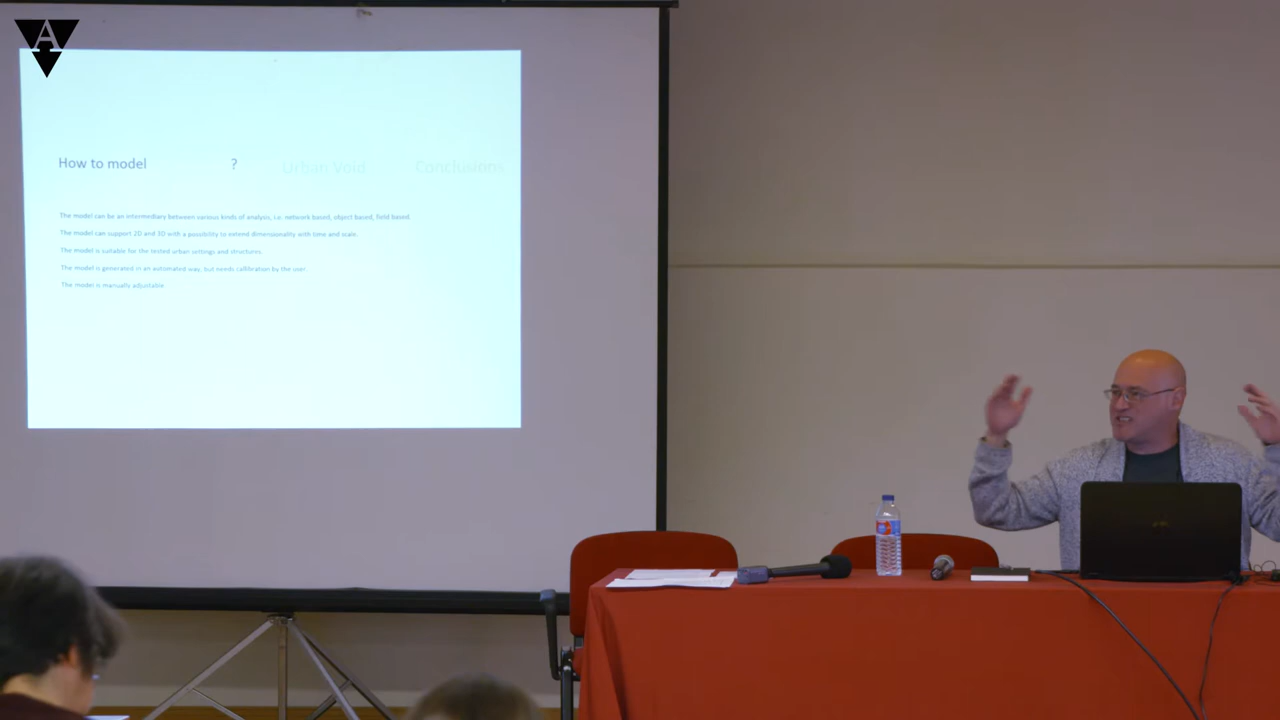 A
How to model ? Urban Void Conclusions
The model can be an intermediary between various kinds of analysis, i.e. network based, object based, field based.
The model can support 2D and 3D with a possibility to extend dimensionality with time and scale.
The model is suitable for the tested urban settings and structures.
The model is generated in an automated way, but needs callibration by the user.
The model is manually adjustable.